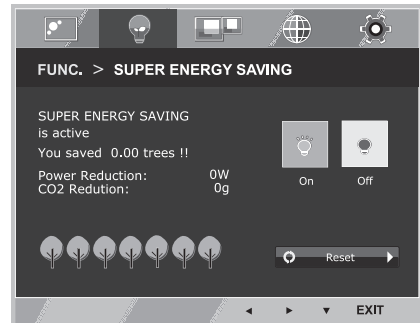 FUNC. > SUPER ENERGY SAVING
SUPER ENERGY SAVING
is active
You saved 0.00 trees !!
Power Reduction: 0W
CO2 Redution: 0g
On Off
Reset
EXIT